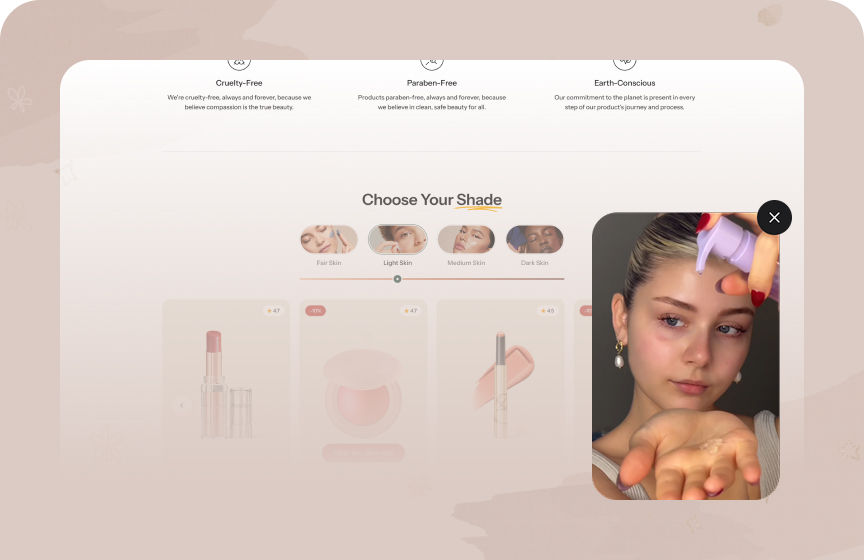 Cruelty-Free
We're cruelty-free, always and forever, because we
believe compassion is the true beauty.
Paraben-Free
Products paraben-free, always and forever, because
we believe in clean, safe beauty for all.
Earth-Conscious
Our commitment to the planet is present in every
step of our product's journey and process.
Choose Your Shade
Fair Skin
Light Skin
Medium Skin
Dark Skin
4.7
4.7
4.5